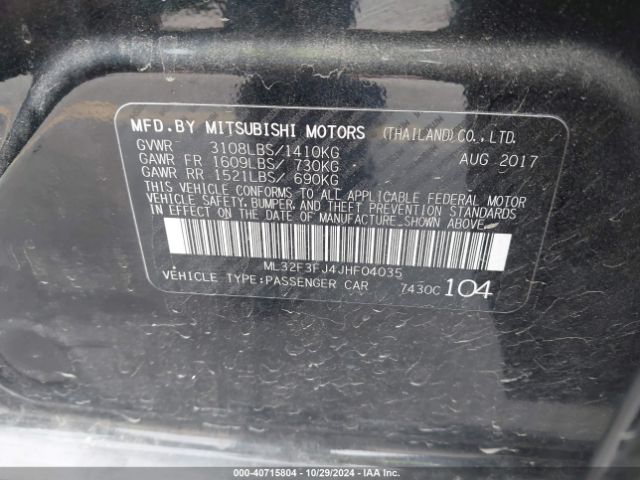 MFD.BY MITSUBISHI MOTORS (THAILAND)CO.,LTD.
GVWR 3108LBS/1410KG AUG 2017
GAWR FR 1609LBS/ 730KG
GAWR RR 1521LBS/ 690KG
THIS VEHICLE CONFORMS TO ALL APPLICABLE FEDERAL MOTOR
VEHICLE SAFETY,BUMPER,AND THEFT PREVENTION STANDARDS
IN EFFECT ON THE DATE OF MANUFACTURE SHOWN ABOVE.
ML32F3FJ4JHF04035
VEHICLE TYPE:PASSENGER CAR 7430C 104
000-40715804 | 10/29/2024 - IAA Inc.